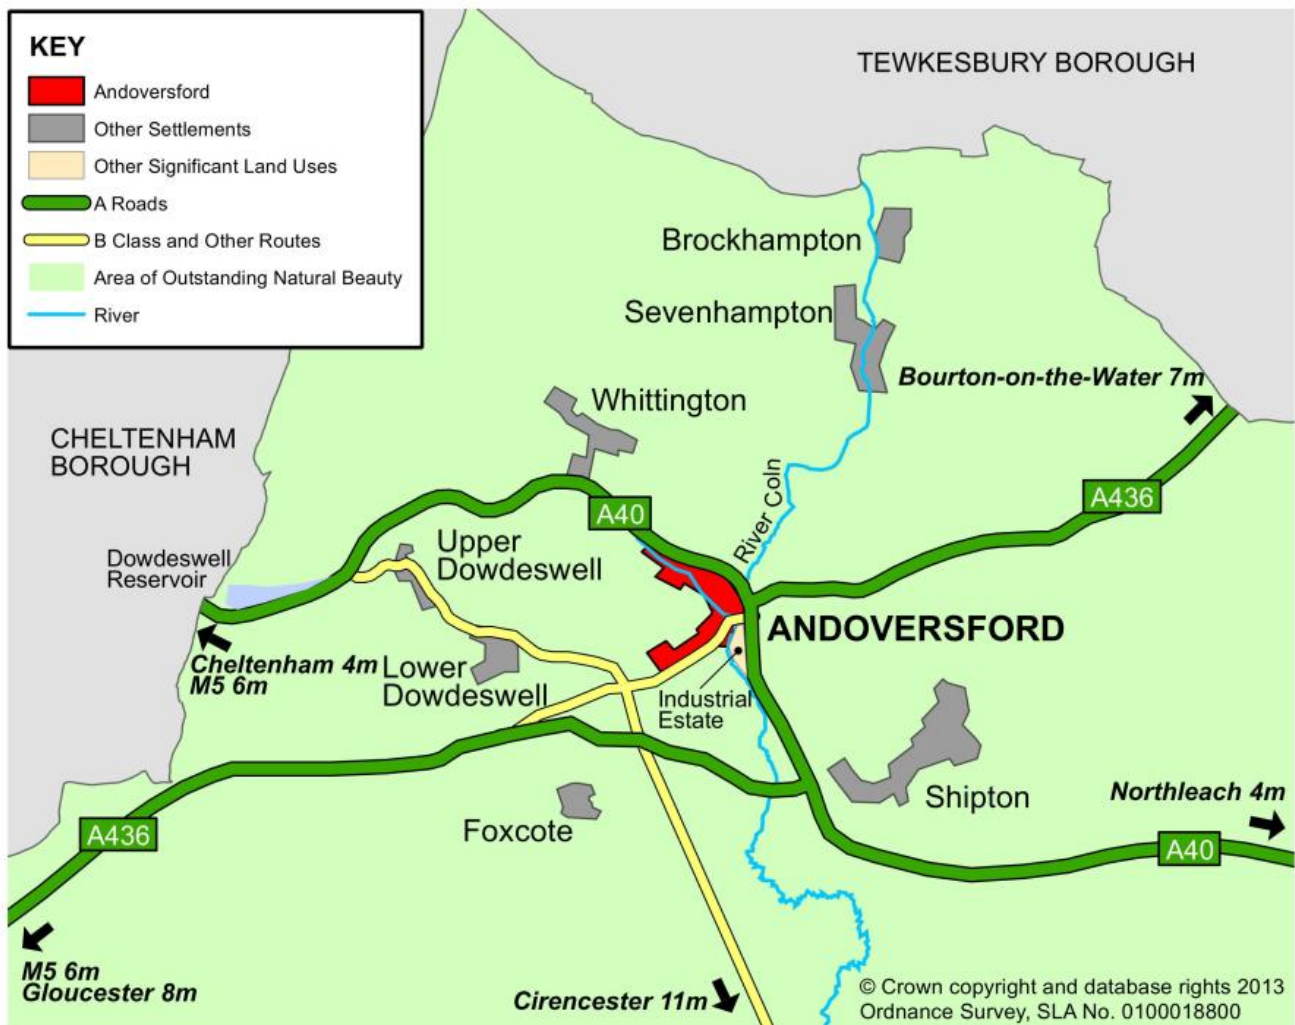 KEY
Andoversford
Other Settlements
Other Significant Land Uses
A Roads
B Class and Other Routes
Area of Outstanding Natural Beauty
River
TEWKESBURY BOROUGH
Brockhampton
Sevenhampton
Bourton-on-the-Water 7m
Whittington
CHELTENHAM
BOROUGH
River Coln
A436
A40
Upper
Dowdeswell
Dowdeswell
Reservoir
ANDOVERSFORD
Cheltenham 4m
M5 6m
Lower
Dowdeswell
Industrial
Estate
Shipton
Northleach 4m
Foxcote
A436
A40
M5 6m
Gloucester 8m
Cirencester 11m
© Crown copyright and database rights 2013
Ordnance Survey, SLA No. 0100018800